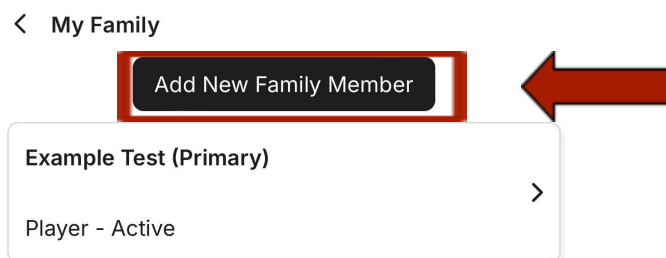 My Family
Add New Family Member
Example Test (Primary)
Player - Active